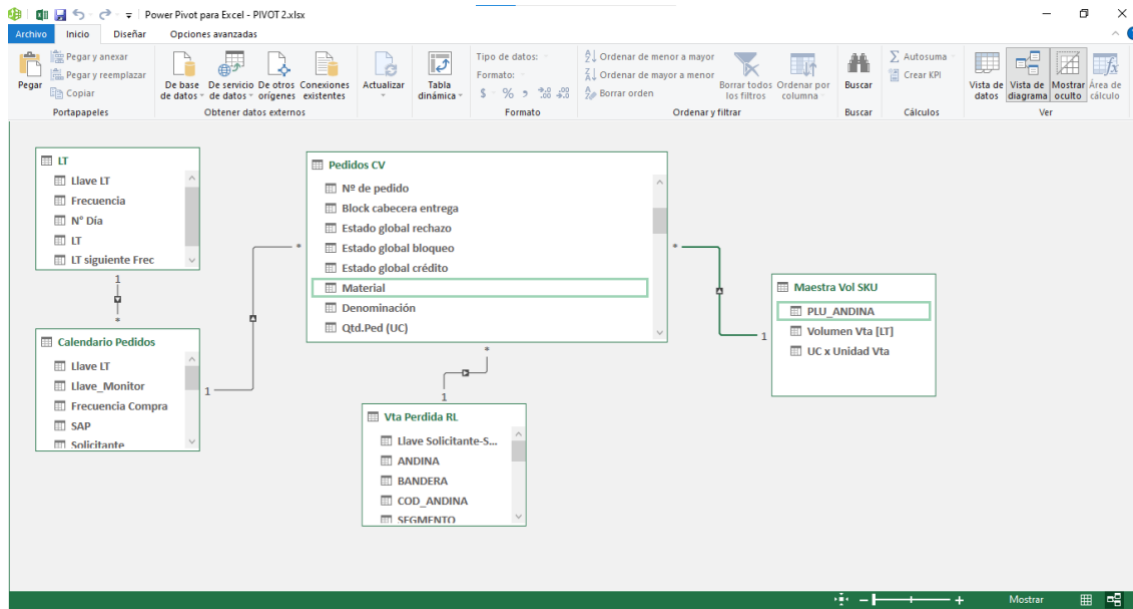 Power Pivot para Excel - PIVOT 2.xlsx
Archivo Inicio Diseñar Opciones avanzadas
Pegar
Pegar y anexar
Pegar y reemplazar
Copiar
Portapapeles
De base de datos
De servicio de datos
De otros orígenes
Conexiones existentes
Obtener datos externos
Actualizar
Tabla dinámica
Tipo de datos:
Formato:
$ % , .00 .00
Formato
Ordenar de menor a mayor
Ordenar de mayor a menor
Borrar orden
Borrar todos los filtros
Ordenar por columna
Ordenar y filtrar
Buscar
Buscar
Autosuma
Crear KPI
Cálculos
Vista de datos
Vista de diagrama
Mostrar oculto
Área de cálculo
Ver
LT
Llave LT
Frecuencia
N° Día
LT
LT siguiente Frec
1
*
Calendario Pedidos
Llave LT
Llave_Monitor
Frecuencia Compra
SAP
Solicitante
1
*
Pedidos CV
Nº de pedido
Block cabecera entrega
Estado global rechazo
Estado global bloqueo
Estado global crédito
Material
Denominación
Qtd.Ped (UC)
*
1
Vta Perdida RL
Llave Solicitante-S...
ANDINA
BANDERA
COD_ANDINA
SEGMENTO
*
1
Maestra Vol SKU
PLU_ANDINA
Volumen Vta [LT]
UC x Unidad Vta
Mostrar